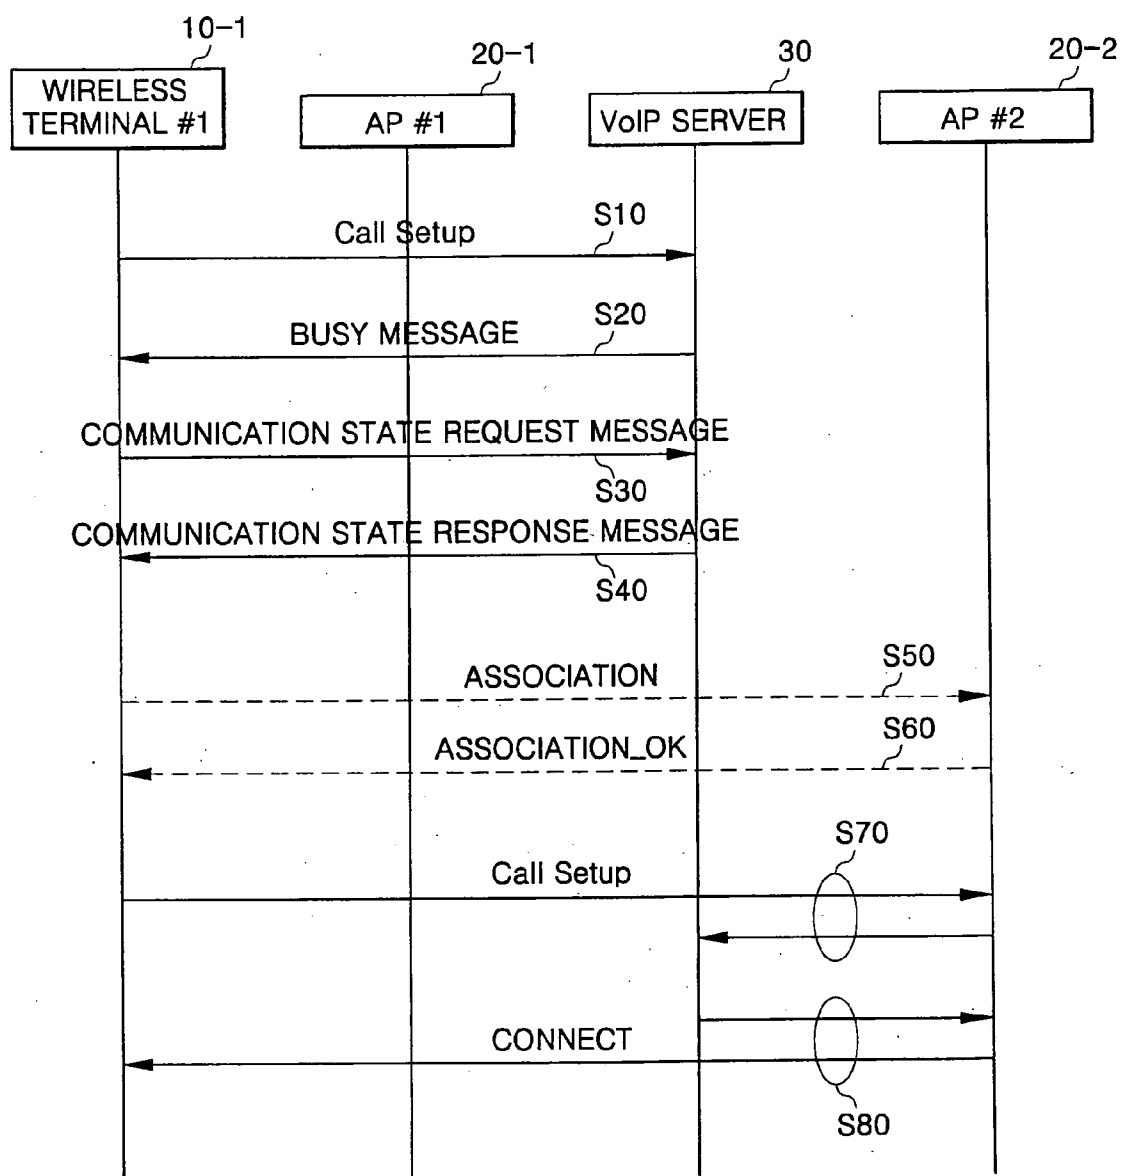 10-1
20-1
30
20-2
WIRELESS
TERMINAL #1
AP #1
VoIP SERVER
AP #2
S10
Call Setup
S20
BUSY MESSAGE
COMMUNICATION STATE REQUEST MESSAGE
S30
COMMUNICATION STATE RESPONSE MESSAGE
S40
S50
ASSOCIATION
S60
ASSOCIATION_OK
S70
Call Setup
CONNECT
S80